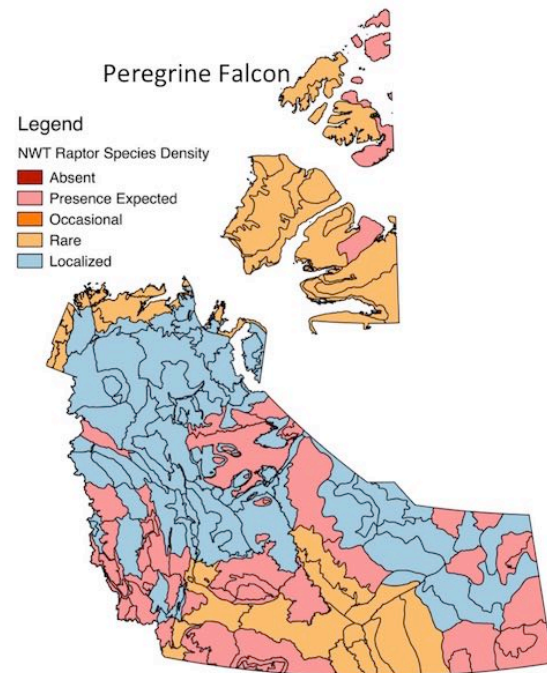 Peregrine Falcon
Legend
NWT Raptor Species Density
Absent
Presence Expected
Occasional
Rare
Localized